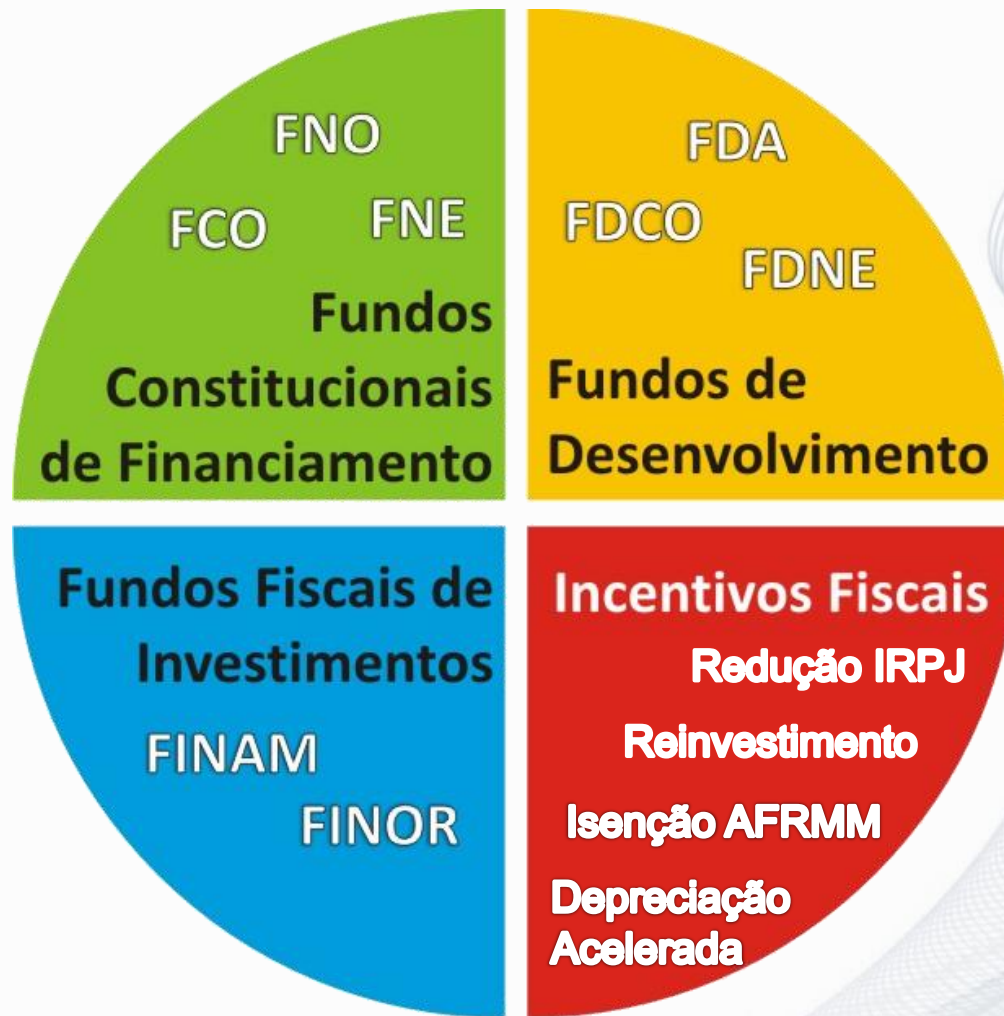 FNO
FCO
FNE
Fundos
Constitucionais
de Financiamento
FDA
FDCO
FDNE
Fundos de
Desenvolvimento
Fundos Fiscais de
Investimentos
FINAM
FINOR
Incentivos Fiscais
Redução IRPJ
Reinvestimento
Isenção AFRMM
Depreciação
Acelerada